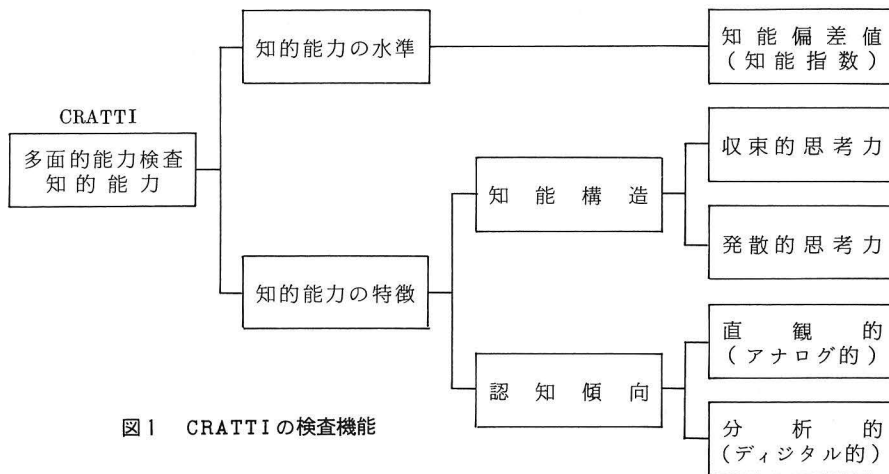 CRATTI
多面的能力検査
知的能力
知的能力の水準
知能偏差値
(知能指数)
知的能力の特徴
知能構造
収束的思考力
発散的思考力
認知傾向
直観的
(アナログ的)
分析的
(ディジタル的)
図1 CRATTIの検査機能